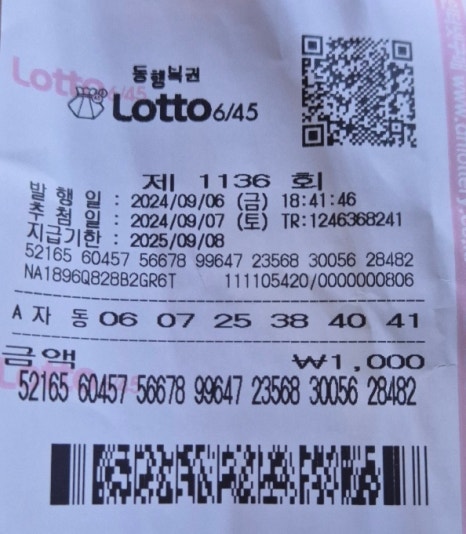 동행복권
Lotto 6/45
제 1136 회
발 행 일 : 2024/09/06 (금) 18:41:46
추 첨 일 : 2024/09/07 (토) TR:1246368241
지급기한 : 2025/09/08
52165 60457 56678 99647 23568 30056 28482
NA1896Q828B2GR6T 111105420/0000000806
A 자 동 06 07 25 38 40 41
금액 ₩1,000
52165 60457 56678 99647 23568 30056 28482